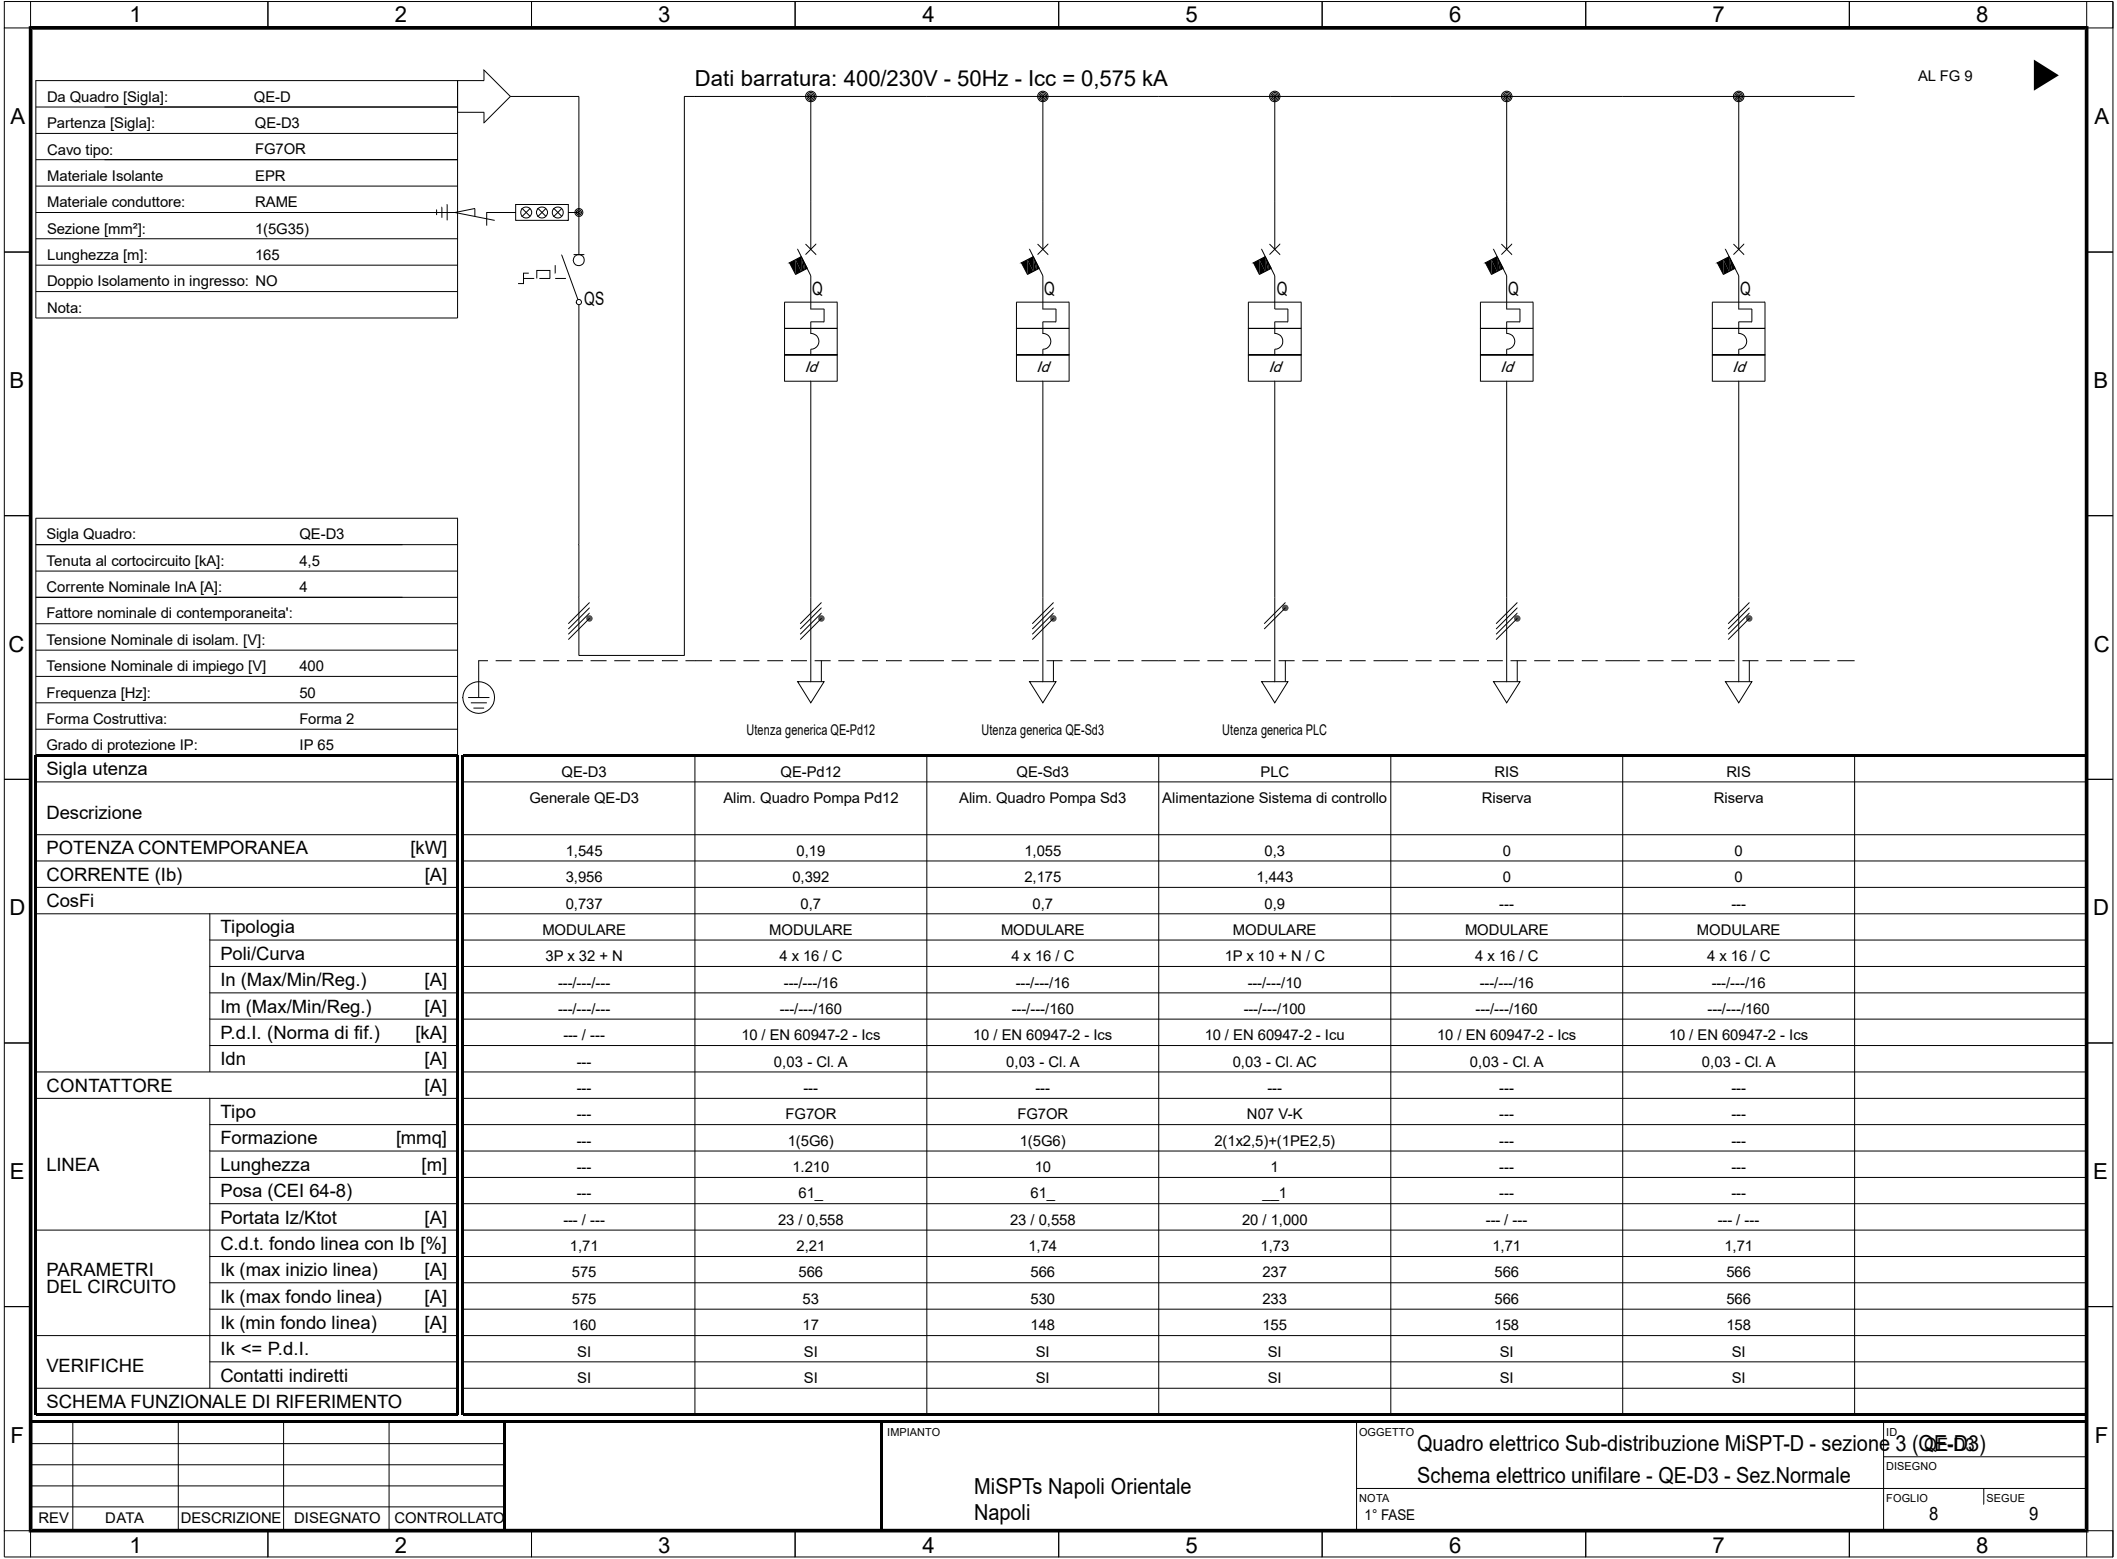 1 2 3 4 5 6 7 8
Dati barratura: 400/230V - 50Hz - Icc = 0,575 kA
AL FG 9
A A
Da Quadro [Sigla]: QE-D
Partenza [Sigla]: QE-D3
Cavo tipo: FG7OR
Materiale Isolante EPR
Materiale conduttore: RAME
Sezione [mm²]: 1(5G35)
Lunghezza [m]: 165
Doppio Isolamento in ingresso: NO
Nota:
QS
Q Q Q Q Q
Id Id Id Id Id
B B
Sigla Quadro: QE-D3
Tenuta al cortocircuito [kA]: 4,5
Corrente Nominale InA [A]: 4
Fattore nominale di contemporaneita':
Tensione Nominale di isolam. [V]:
C C
Tensione Nominale di impiego [V] 400
Frequenza [Hz]: 50
Forma Costruttiva: Forma 2
Grado di protezione IP: IP 65
Utenza generica QE-Pd12 Utenza generica QE-Sd3 Utenza generica PLC
Sigla utenza QE-D3 QE-Pd12 QE-Sd3 PLC RIS RIS
Descrizione Generale QE-D3 Alim. Quadro Pompa Pd12 Alim. Quadro Pompa Sd3 Alimentazione Sistema di controllo Riserva Riserva
POTENZA CONTEMPORANEA [kW] 1,545 0,19 1,055 0,3 0 0
CORRENTE (Ib) [A] 3,956 0,392 2,175 1,443 0 0
D D
CosFi 0,737 0,7 0,7 0,9 --- ---
Tipologia MODULARE MODULARE MODULARE MODULARE MODULARE MODULARE
Poli/Curva 3P x 32 + N 4 x 16 / C 4 x 16 / C 1P x 10 + N / C 4 x 16 / C 4 x 16 / C
In (Max/Min/Reg.) [A] ---/---/--- ---/---/16 ---/---/16 ---/---/10 ---/---/16 ---/---/16
Im (Max/Min/Reg.) [A] ---/---/--- ---/---/160 ---/---/160 ---/---/100 ---/---/160 ---/---/160
P.d.I. (Norma di fif.) [kA] --- / --- 10 / EN 60947-2 - Ics 10 / EN 60947-2 - Ics 10 / EN 60947-2 - Icu 10 / EN 60947-2 - Ics 10 / EN 60947-2 - Ics
Idn [A] --- 0,03 - Cl. A 0,03 - Cl. A 0,03 - Cl. AC 0,03 - Cl. A 0,03 - Cl. A
CONTATTORE [A] --- --- --- --- --- ---
Tipo --- FG7OR FG7OR N07 V-K --- ---
Formazione [mmq] --- 1(5G6) 1(5G6) 2(1x2,5)+(1PE2,5) --- ---
E E
LINEA Lunghezza [m] --- 1.210 10 1 --- ---
Posa (CEI 64-8) --- 61_ 61_ __1 --- ---
Portata Iz/Ktot [A] --- / --- 23 / 0,558 23 / 0,558 20 / 1,000 --- / --- --- / ---
C.d.t. fondo linea con Ib [%] 1,71 2,21 1,74 1,73 1,71 1,71
PARAMETRI
DEL CIRCUITO
Ik (max inizio linea) [A] 575 566 566 237 566 566
Ik (max fondo linea) [A] 575 53 530 233 566 566
Ik (min fondo linea) [A] 160 17 148 155 158 158
VERIFICHE
Ik <= P.d.I. SI SI SI SI SI SI
Contatti indiretti SI SI SI SI SI SI
SCHEMA FUNZIONALE DI RIFERIMENTO
F F
IMPIANTO
MiSPTs Napoli Orientale
Napoli
OGGETTO
Quadro elettrico Sub-distribuzione MiSPT-D - sezione 3 (QE-D3)
Schema elettrico unifilare - QE-D3 - Sez.Normale
ID
QE-D3
DISEGNO
NOTA
1° FASE
FOGLIO SEGUE
8 9
REV DATA DESCRIZIONE DISEGNATO CONTROLLATO
1 2 3 4 5 6 7 8